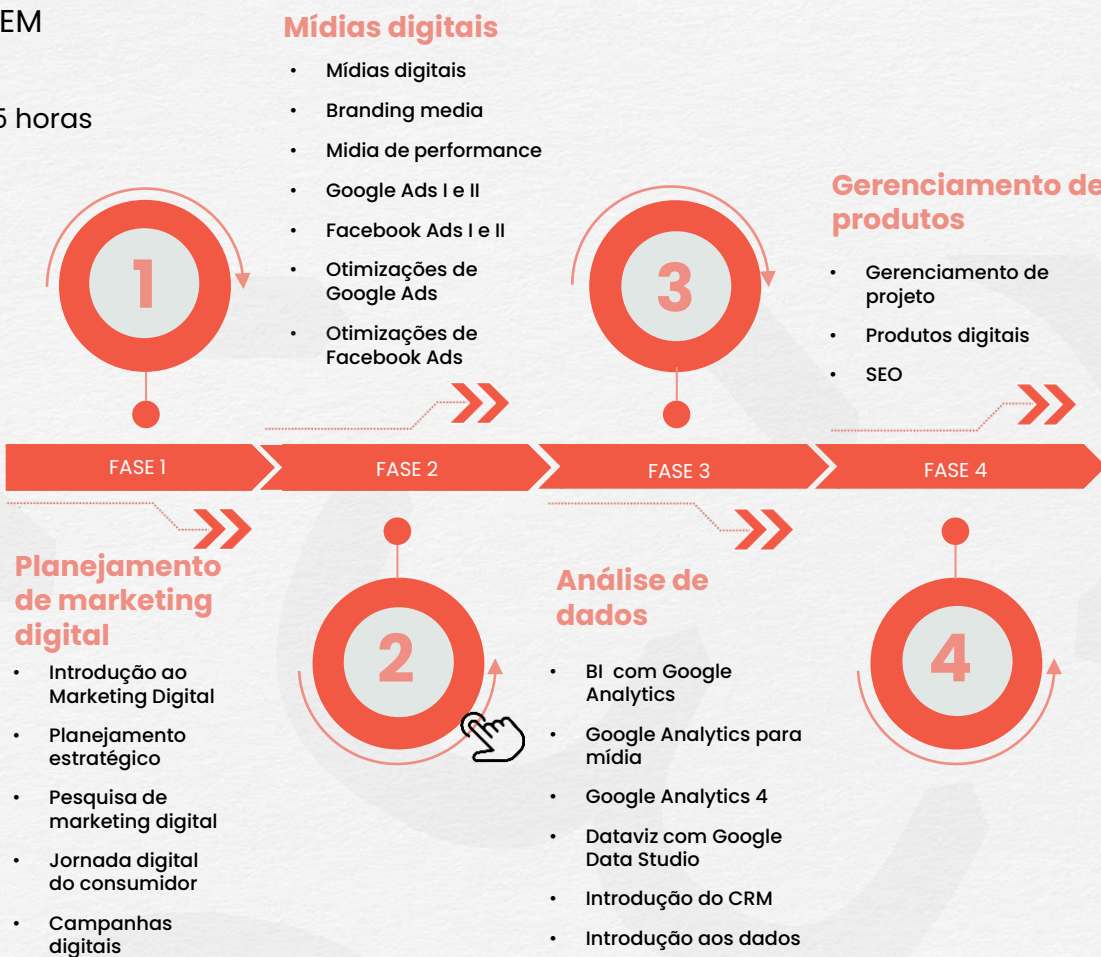 EM
5 horas
Mídias digitais
• Mídias digitais
• Branding media
• Midia de performance
• Google Ads I e II
• Facebook Ads I e II
• Otimizações de
Google Ads
• Otimizações de
Facebook Ads
1
3
Gerenciamento de
produtos
• Gerenciamento de
projeto
• Produtos digitais
• SEO
FASE 1
FASE 2
FASE 3
FASE 4
Planejamento
de marketing
digital
• Introdução ao
Marketing Digital
• Planejamento
estratégico
• Pesquisa de
marketing digital
• Jornada digital
do consumidor
• Campanhas
digitais
2
Análise de
dados
• BI com Google
Analytics
• Google Analytics para
mídia
• Google Analytics 4
• Dataviz com Google
Data Studio
• Introdução do CRM
• Introdução aos dados
4